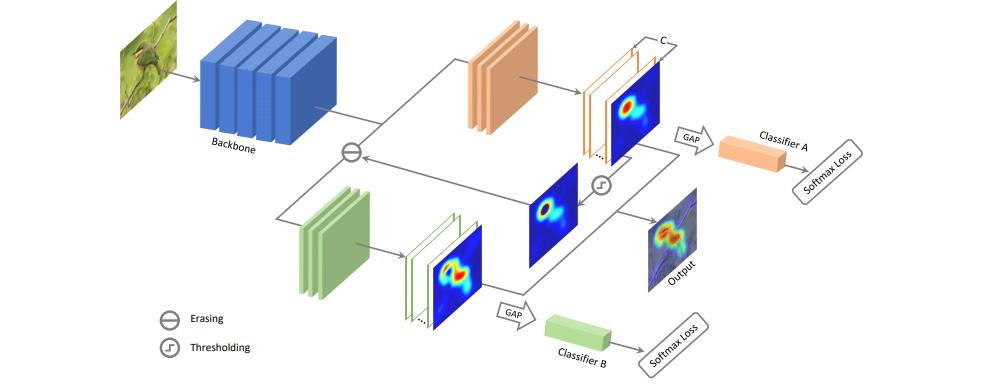 C
Backbone
GAP
Classifier A
Softmax Loss
Output
GAP
Classifier B
Softmax Loss
Erasing
Thresholding